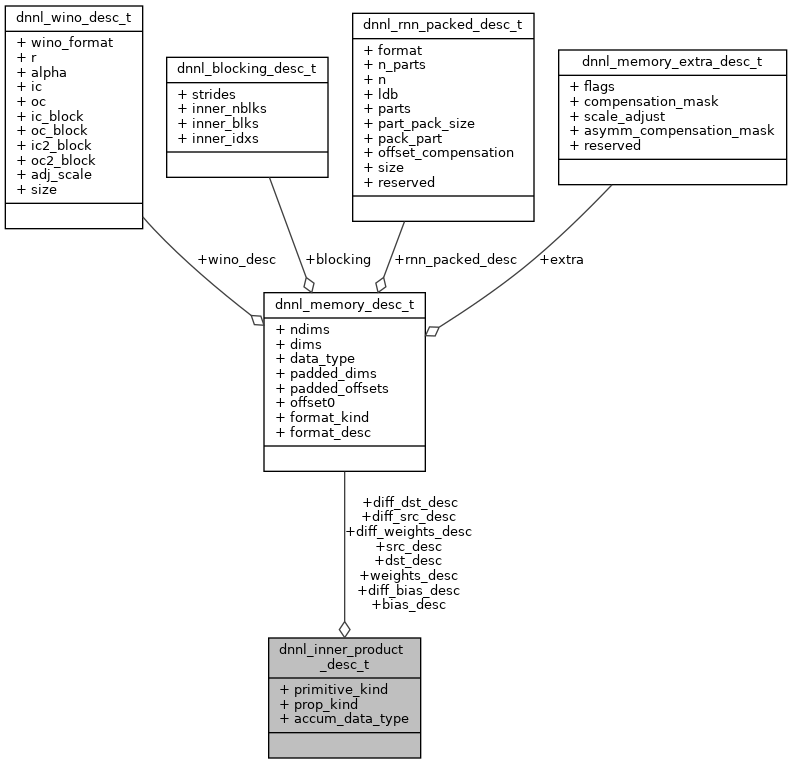 dnnl_wino_desc_t
+ wino_format
+ r
+ alpha
+ ic
+ oc
+ ic_block
+ oc_block
+ ic2_block
+ oc2_block
+ adj_scale
+ size
dnnl_blocking_desc_t
+ strides
+ inner_nblks
+ inner_blks
+ inner_idxs
dnnl_rnn_packed_desc_t
+ format
+ n_parts
+ n
+ ldb
+ parts
+ part_pack_size
+ pack_part
+ offset_compensation
+ size
+ reserved
dnnl_memory_extra_desc_t
+ flags
+ compensation_mask
+ scale_adjust
+ asymm_compensation_mask
+ reserved
+wino_desc
+blocking
+rnn_packed_desc
+extra
dnnl_memory_desc_t
+ ndims
+ dims
+ data_type
+ padded_dims
+ padded_offsets
+ offset0
+ format_kind
+ format_desc
+diff_dst_desc
+diff_src_desc
+diff_weights_desc
+src_desc
+dst_desc
+weights_desc
+diff_bias_desc
+bias_desc
dnnl_inner_product
_desc_t
+ primitive_kind
+ prop_kind
+ accum_data_type